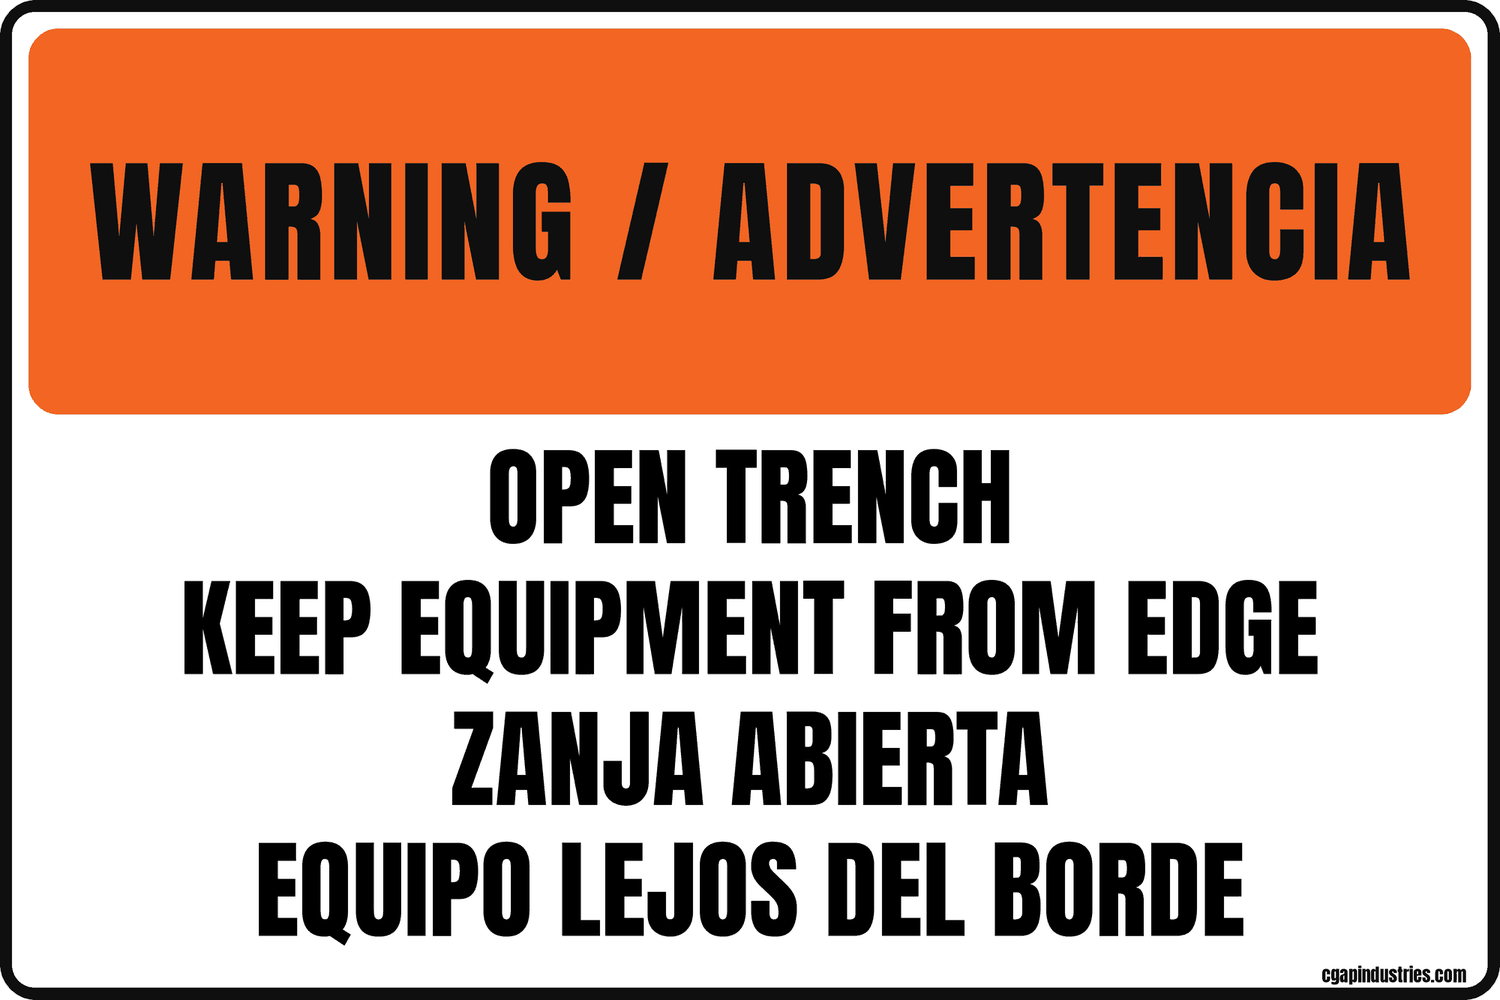 WARNING / ADVERTENCIA
OPEN TRENCH
KEEP EQUIPMENT FROM EDGE
ZANJA ABIERTA
EQUIPO LEJOS DEL BORDE
cgapindustries.com